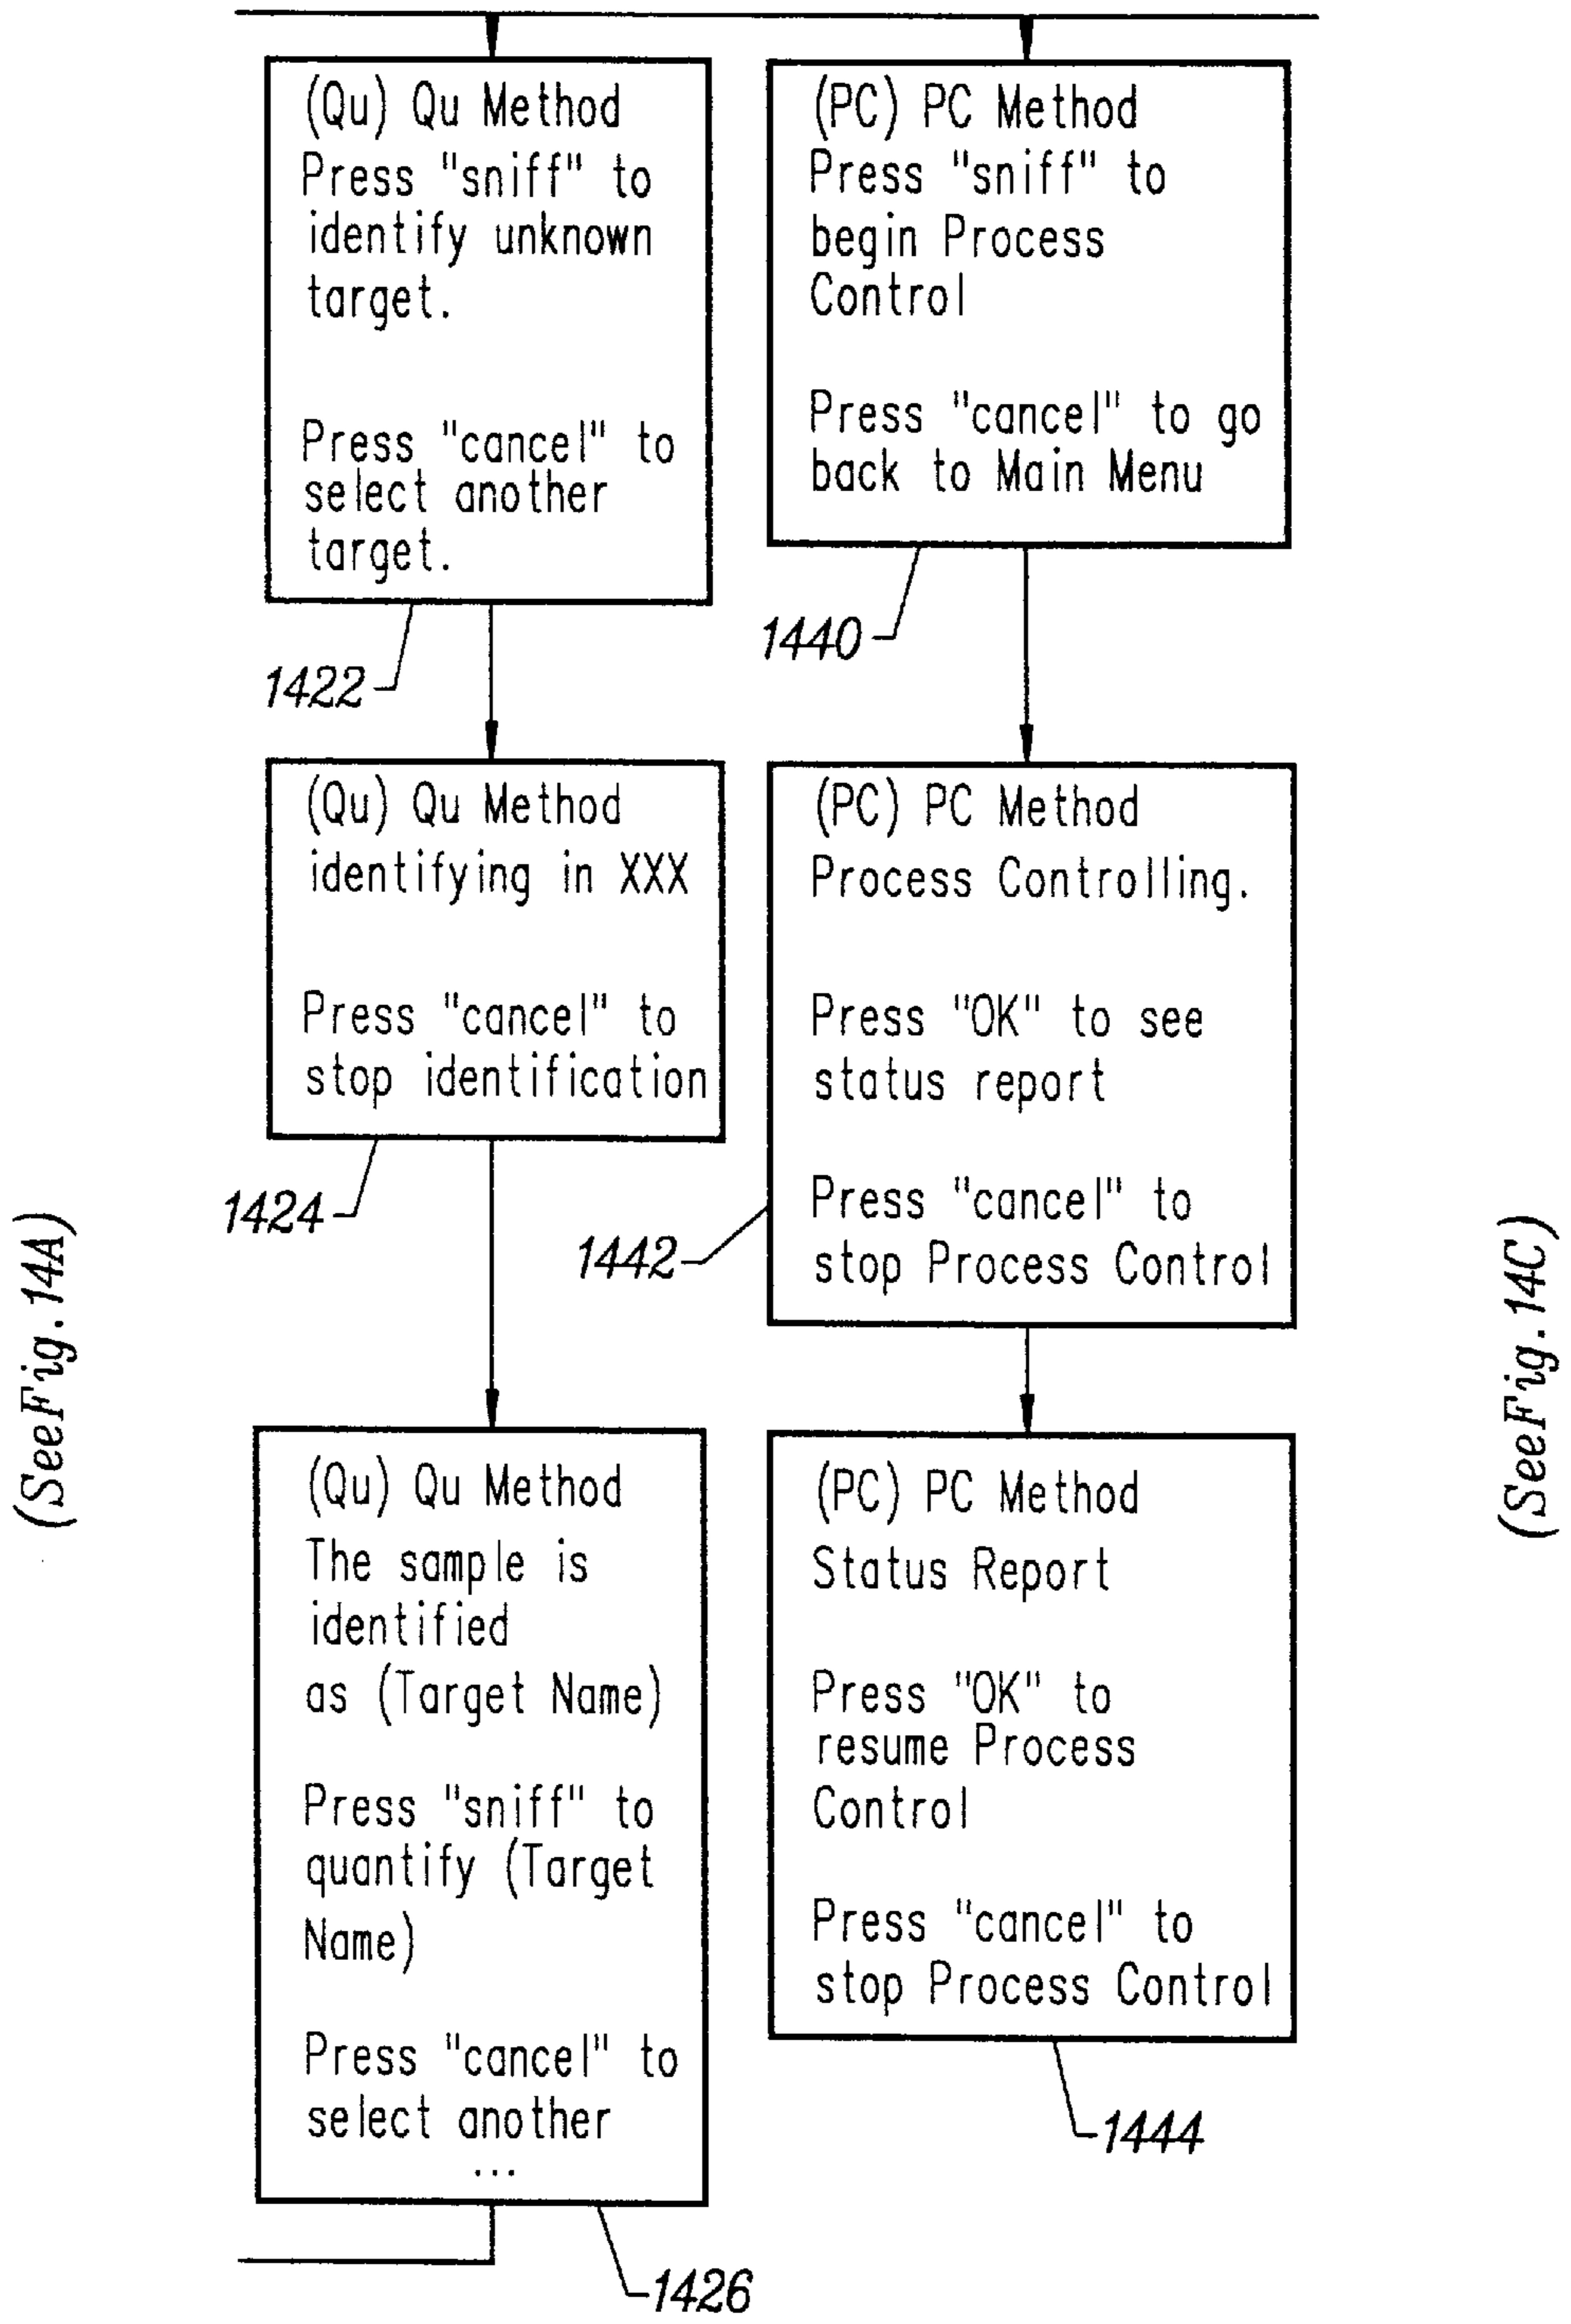 (Qu) Qu Method
Press "sniff" to
identify unknown
target.
Press "cancel" to
select another
target.
1422
(Qu) Qu Method
identifying in XXX
Press "cancel" to
stop identification
1424
(Qu) Qu Method
The sample is
identified
as (Target Name)
Press "sniff" to
quantify (Target
Name)
Press "cancel" to
select another
...
1426
(PC) PC Method
Press "sniff" to
begin Process
Control
Press "cancel" to go
back to Main Menu
1440
(PC) PC Method
Process Controlling.
Press "OK" to see
status report
Press "cancel" to
stop Process Control
1442
(PC) PC Method
Status Report
Press "OK" to
resume Process
Control
Press "cancel" to
stop Process Control
1444
(SeeFig.14A)
(SeeFig.14C)